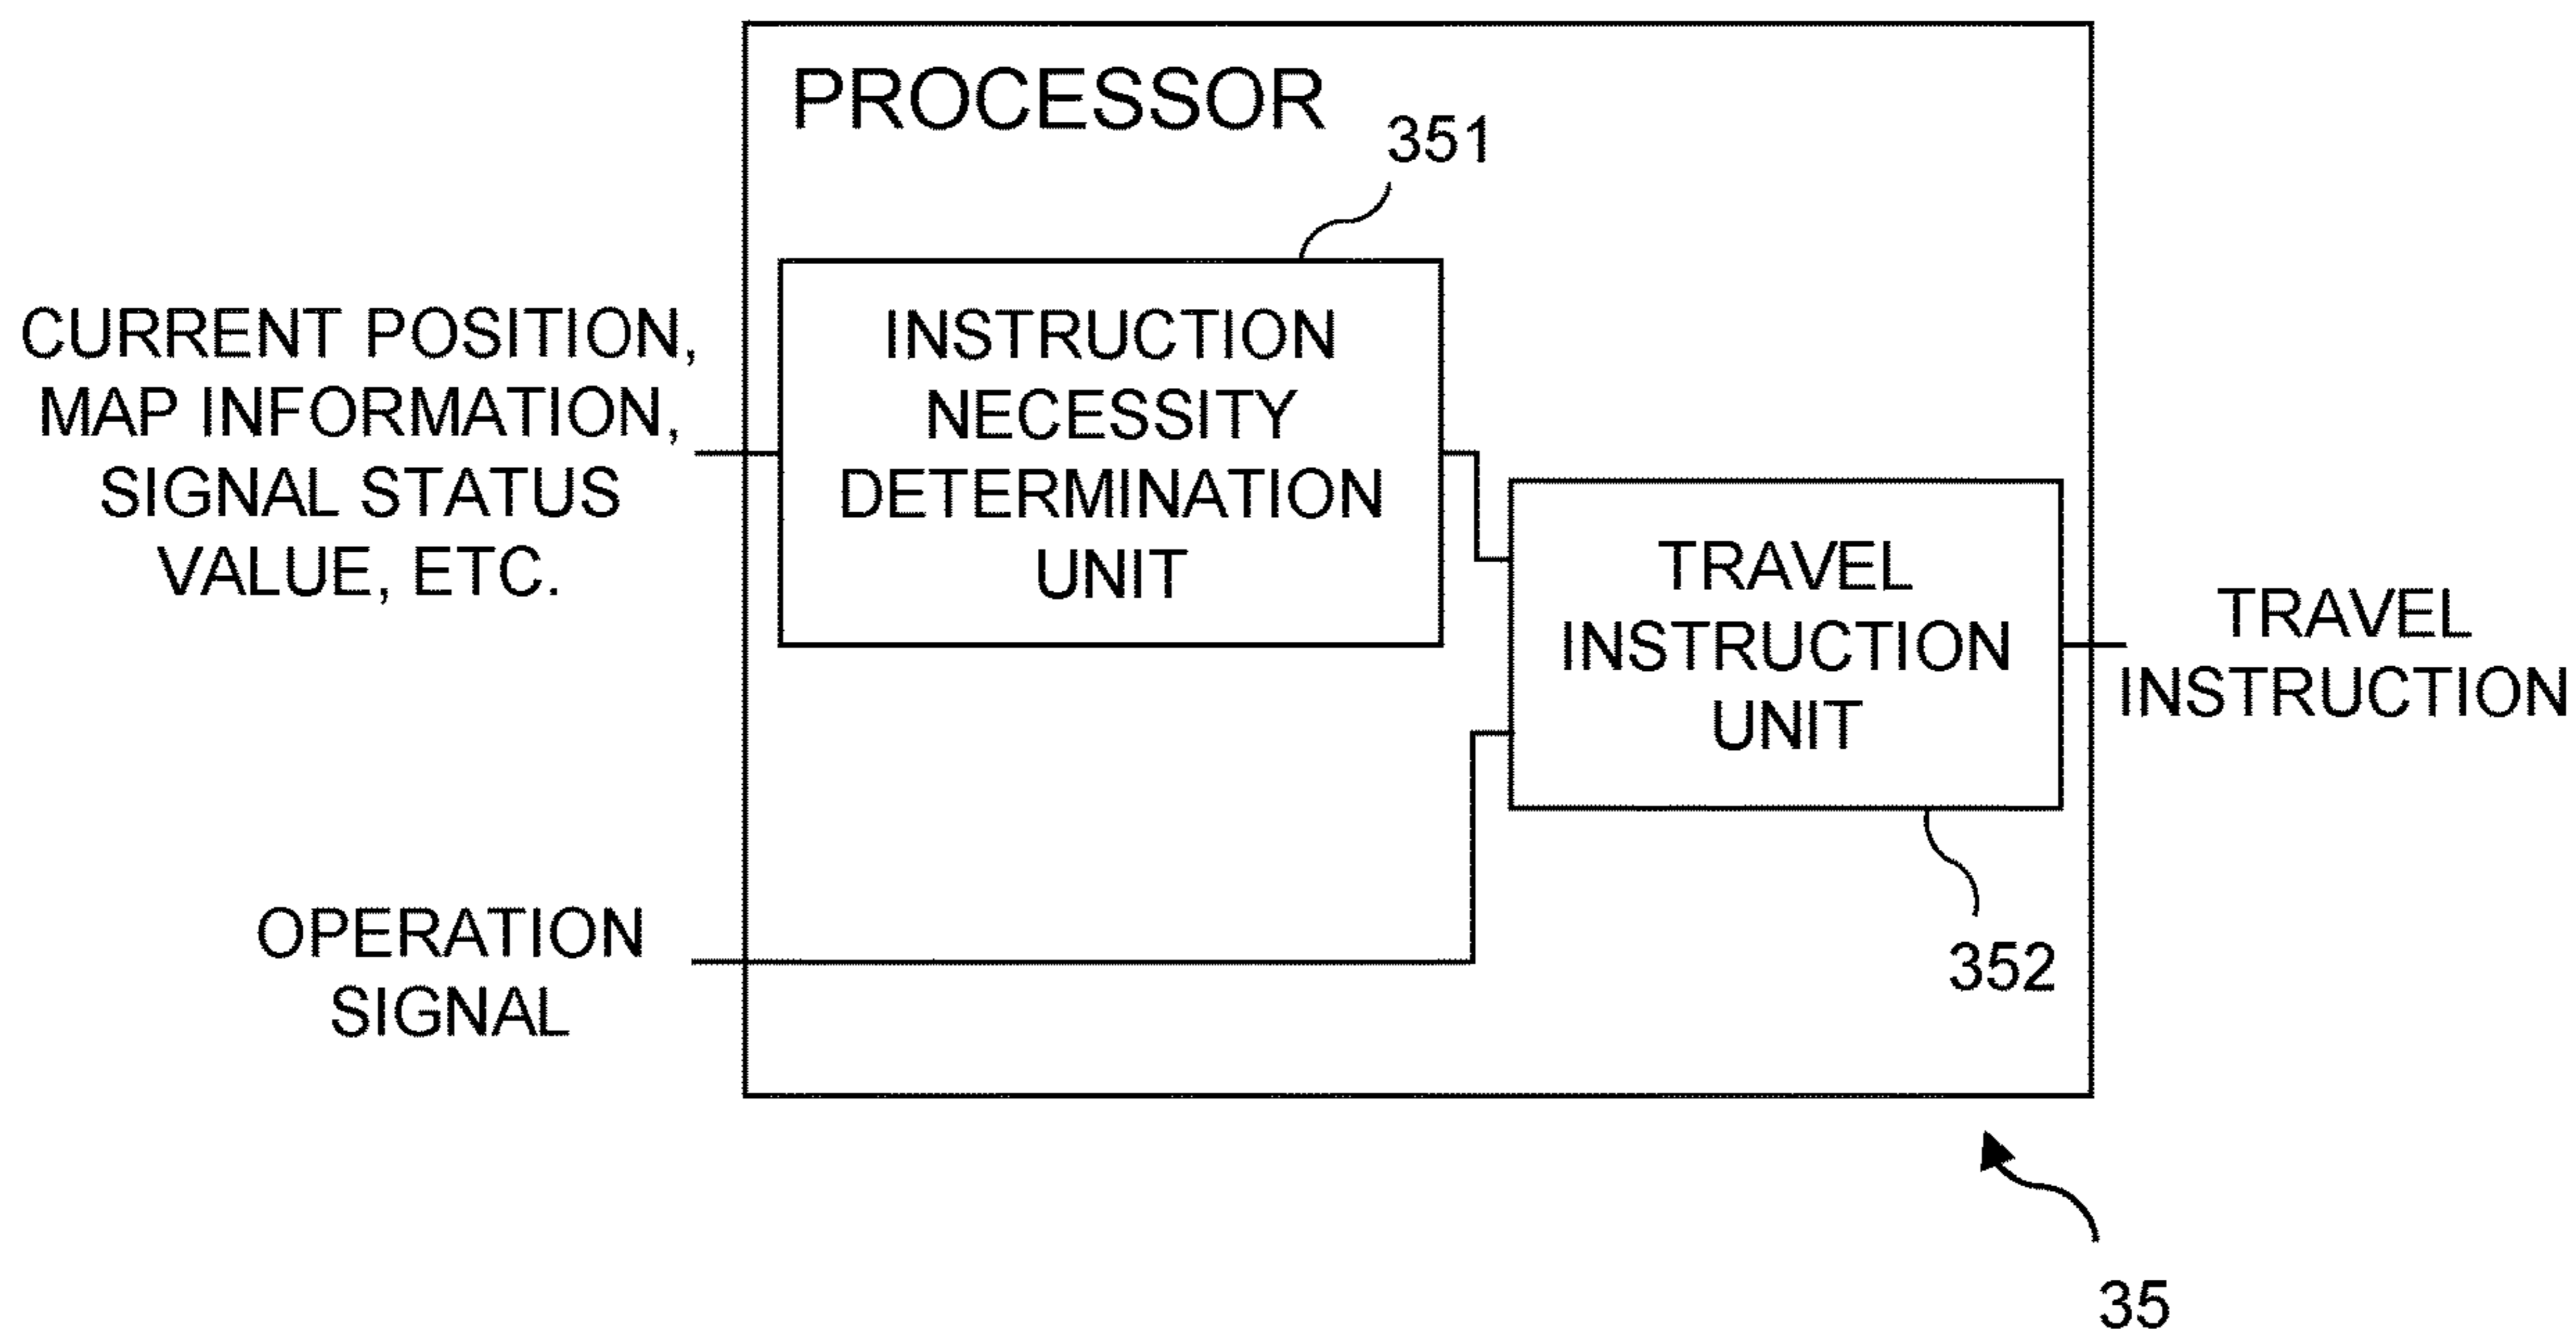 PROCESSOR
351
CURRENT POSITION,
MAP INFORMATION,
SIGNAL STATUS
VALUE, ETC.
INSTRUCTION
NECESSITY
DETERMINATION
UNIT
TRAVEL
INSTRUCTION
UNIT
TRAVEL
INSTRUCTION
OPERATION
SIGNAL
352
35